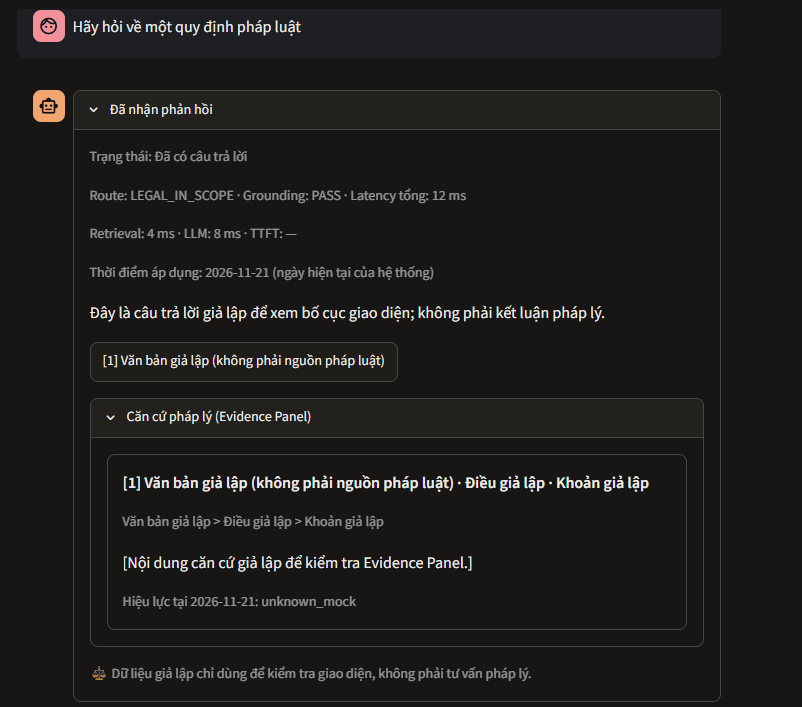 Hãy hỏi về một quy định pháp luật
Đã nhận phản hồi
Trạng thái: Đã có câu trả lời
Route: LEGAL_IN_SCOPE · Grounding: PASS · Latency tổng: 12 ms
Retrieval: 4 ms · LLM: 8 ms · TTFT: —
Thời điểm áp dụng: 2026-11-21 (ngày hiện tại của hệ thống)
Đây là câu trả lời giả lập để xem bố cục giao diện; không phải kết luận pháp lý.
[1] Văn bản giả lập (không phải nguồn pháp luật)
Căn cứ pháp lý (Evidence Panel)
[1] Văn bản giả lập (không phải nguồn pháp luật) · Điều giả lập · Khoản giả lập
Văn bản giả lập > Điều giả lập > Khoản giả lập
[Nội dung căn cứ giả lập để kiểm tra Evidence Panel.]
Hiệu lực tại 2026-11-21: unknown_mock
Dữ liệu giả lập chỉ dùng để kiểm tra giao diện, không phải tư vấn pháp lý.